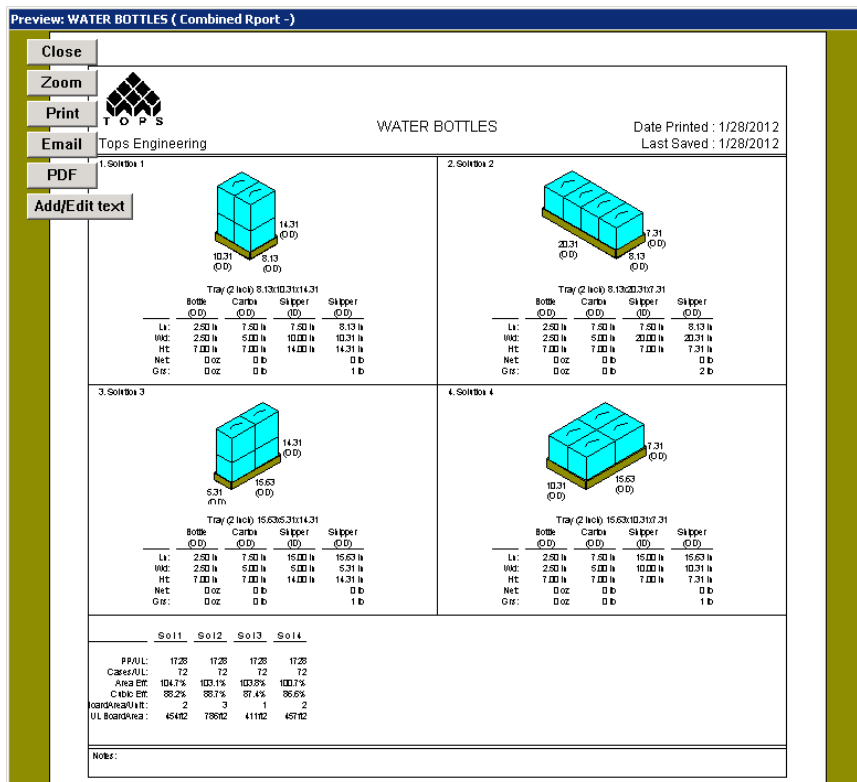 Preview: WATER BOTTLES ( Combined Rport -)
Close
Zoom
Print
Email
PDF
Add/Edit text
TOPS
WATER BOTTLES
Date Printed : 1/28/2012
Tops Engineering
Last Saved : 1/28/2012
1. Solution 1
14.31
(OD)
10.31
(OD)
8.13
(OD)
Tray (2 Inch) 8.13x10.31x14.31
Bottle Carton Shipper Shipper
(OD) (OD) (ID) (OD)
Ln: 2.50 In 7.50 In 7.50 In 8.13 In
Wd: 2.50 In 5.00 In 10.00 In 10.31 In
Ht: 7.00 In 7.00 In 14.00 In 14.31 In
Net: 0 oz 0 lb 0 lb
Grs: 0 oz 0 lb 1 lb
2. Solution 2
7.31
(OD)
20.31
(OD)
8.13
(OD)
Tray (2 Inch) 8.13x20.31x7.31
Bottle Carton Shipper Shipper
(OD) (OD) (ID) (OD)
Ln: 2.50 In 7.50 In 7.50 In 8.13 In
Wd: 2.50 In 5.00 In 20.00 In 20.31 In
Ht: 7.00 In 7.00 In 7.00 In 7.31 In
Net: 0 oz 0 lb 0 lb
Grs: 0 oz 0 lb 2 lb
3. Solution 3
14.31
(OD)
15.63
(OD)
5.31
(OD)
Tray (2 Inch) 15.63x5.31x14.31
Bottle Carton Shipper Shipper
(OD) (OD) (ID) (OD)
Ln: 2.50 In 7.50 In 15.00 In 15.63 In
Wd: 2.50 In 5.00 In 5.00 In 5.31 In
Ht: 7.00 In 7.00 In 14.00 In 14.31 In
Net: 0 oz 0 lb 0 lb
Grs: 0 oz 0 lb 1 lb
4. Solution 4
7.31
(OD)
15.63
(OD)
10.31
(OD)
Tray (2 Inch) 15.63x10.31x7.31
Bottle Carton Shipper Shipper
(OD) (OD) (ID) (OD)
Ln: 2.50 In 7.50 In 15.00 In 15.63 In
Wd: 2.50 In 5.00 In 10.00 In 10.31 In
Ht: 7.00 In 7.00 In 7.00 In 7.31 In
Net: 0 oz 0 lb 0 lb
Grs: 0 oz 0 lb 1 lb
Sol1 Sol2 Sol3 Sol4
PP/UL: 1728 1728 1728 1728
Cases/UL: 72 72 72 72
Area Eff: 104.7% 103.1% 103.8% 100.7%
Cubic Eff: 88.2% 88.7% 87.4% 86.6%
oardArea/Unit: 2 3 1 2
UL BoardArea: 454ft2 786ft2 411ft2 457ft2
Notes: